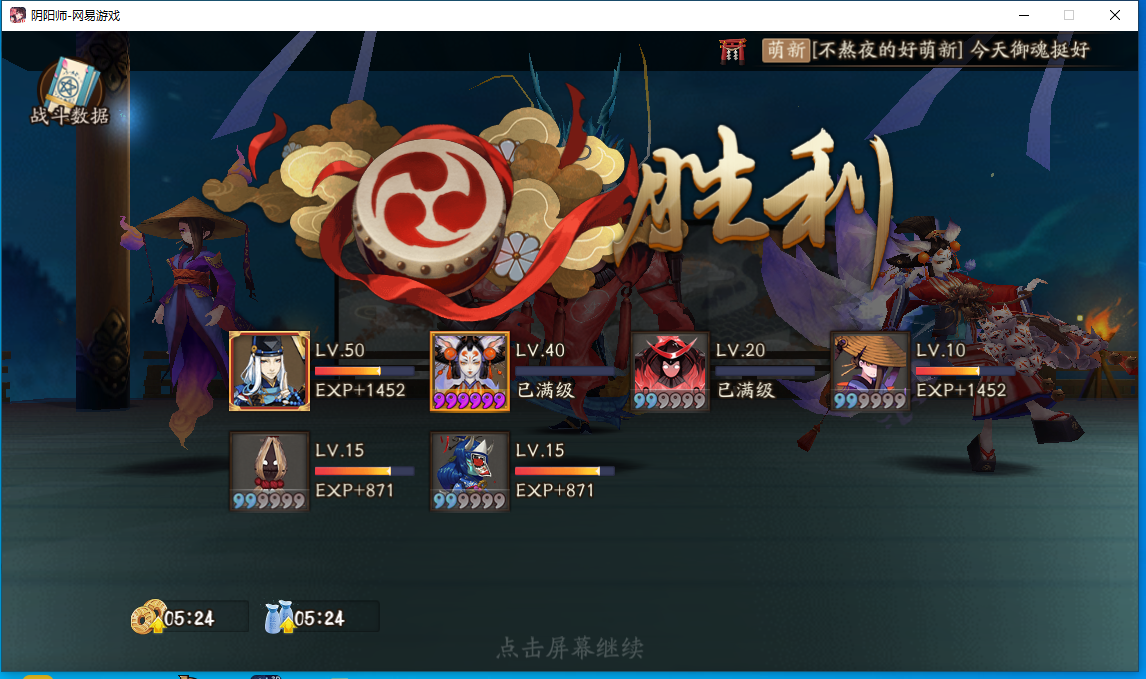 阴阳师-网易游戏
萌新 [不熬夜的好萌新] 今天御魂挺好
战斗数据
胜利
LV.50
EXP+1452
LV.40
已满级
LV.20
已满级
LV.10
EXP+1452
LV.15
EXP+871
LV.15
EXP+871
05:24
05:24
点击屏幕继续